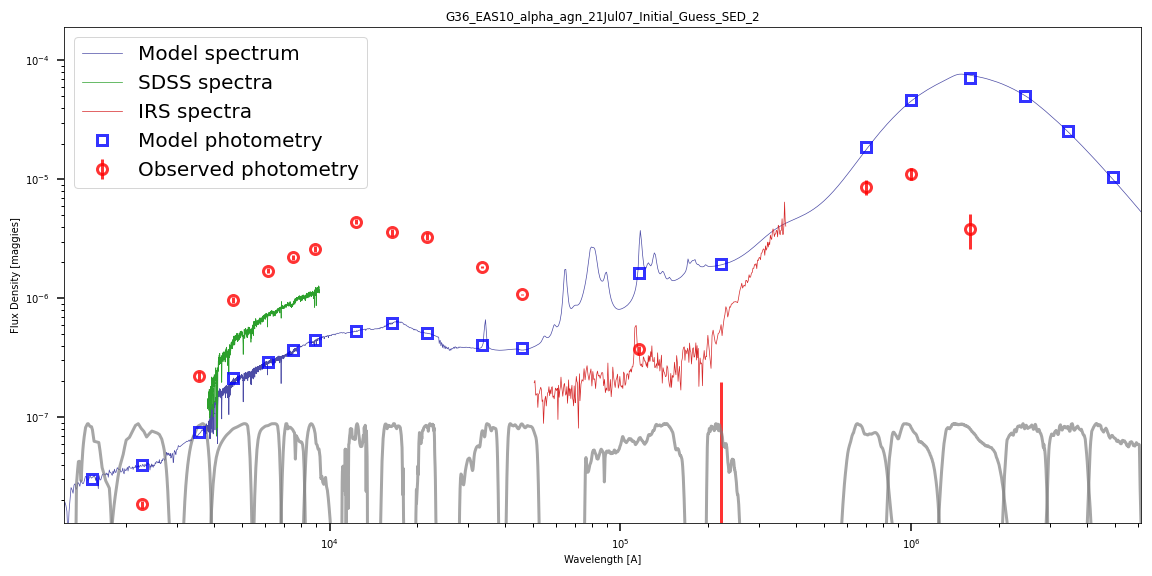 G36_EAS10_alpha_agn_21Jul07_Initial_Guess_SED_2
Model spectrum
SDSS spectra
IRS spectra
Model photometry
Observed photometry
Flux Density [maggies]
10⁻⁴
10⁻⁵
10⁻⁶
10⁻⁷
10⁴
10⁵
10⁶
Wavelength [A]